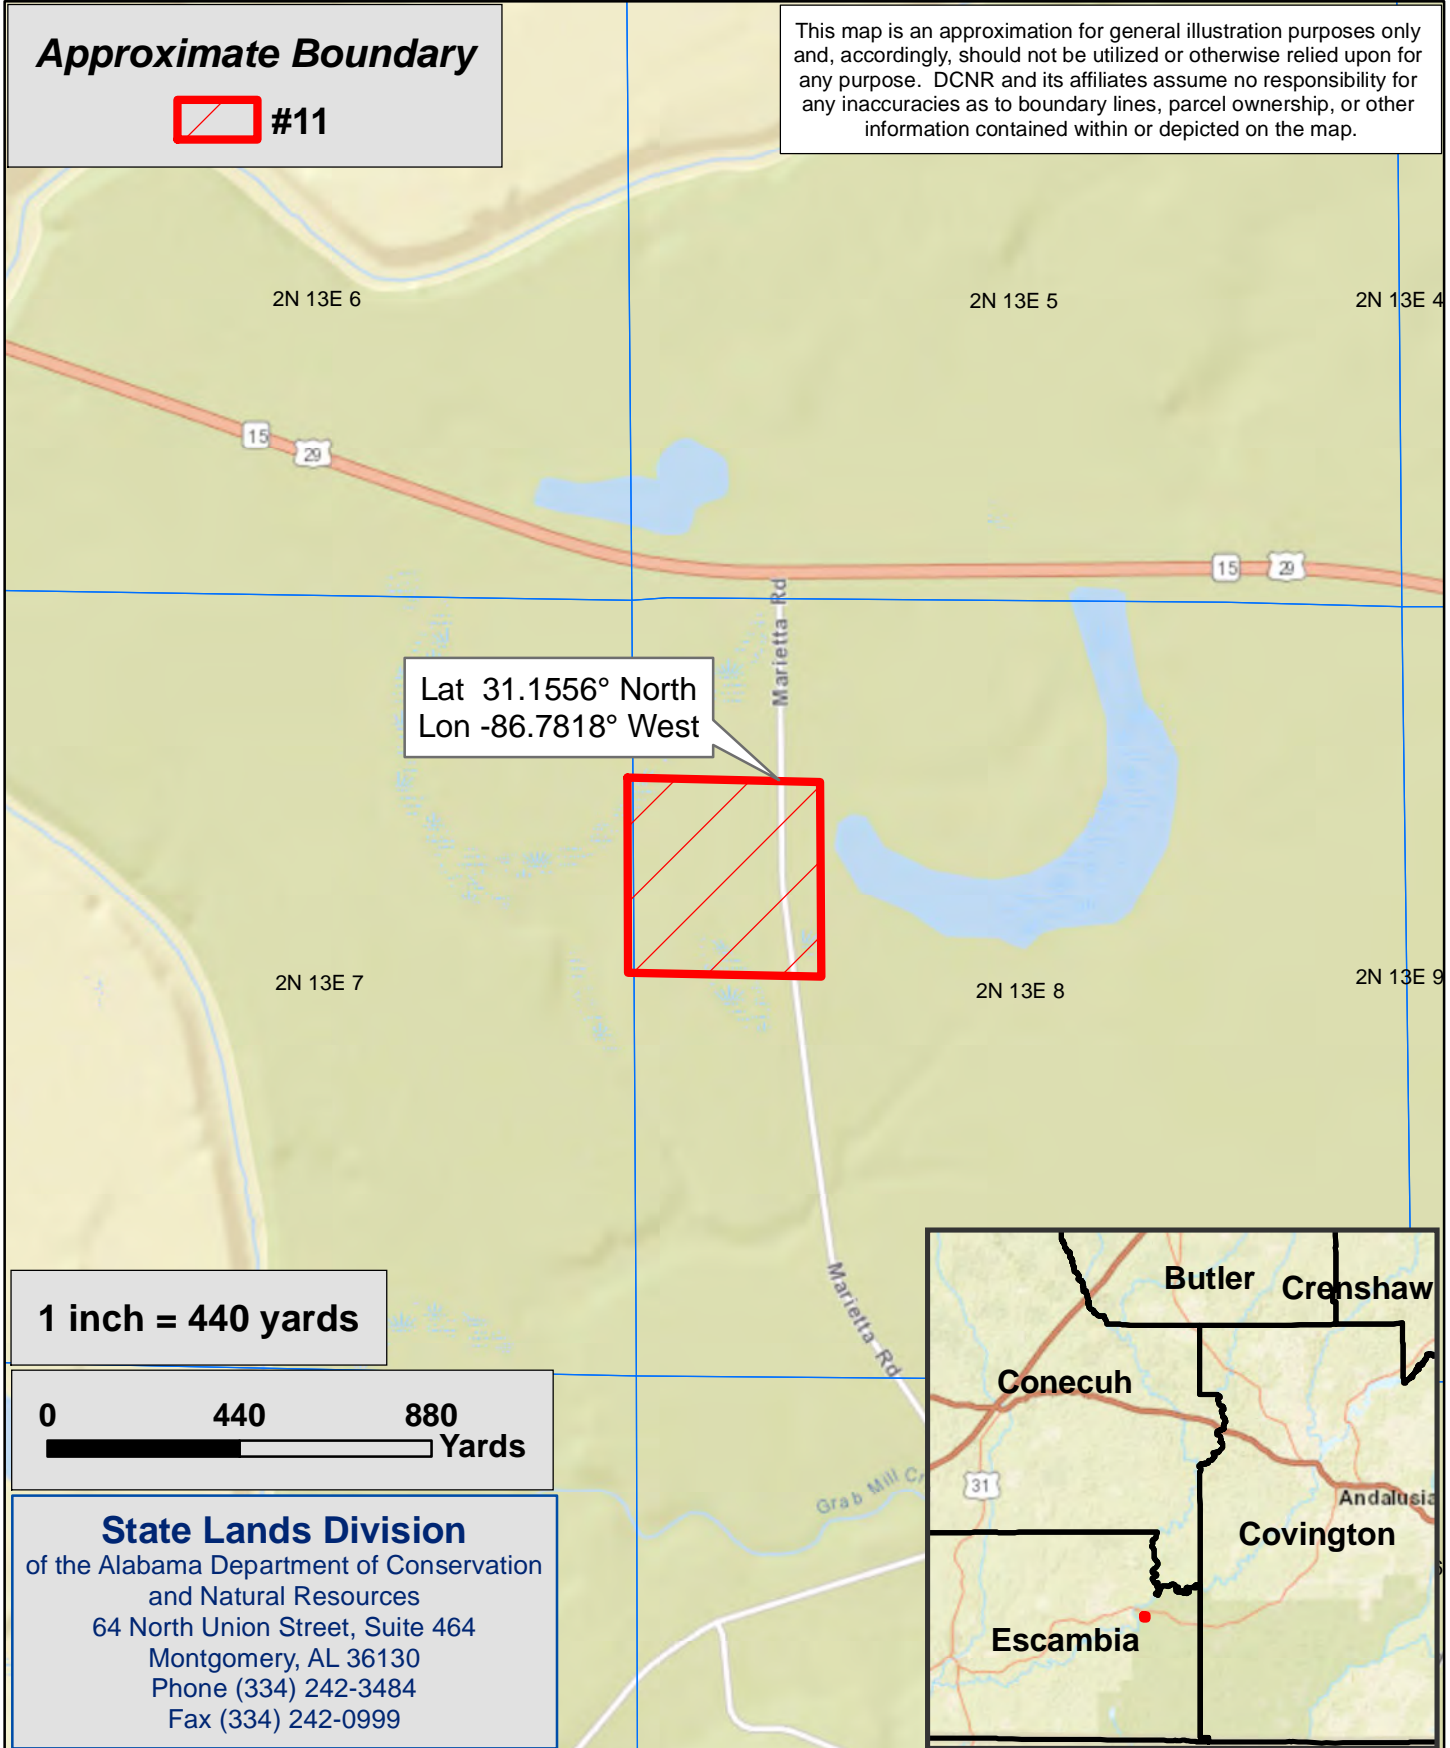 Approximate Boundary
#11
This map is an approximation for general illustration purposes only
and, accordingly, should not be utilized or otherwise relied upon for
any purpose. DCNR and its affiliates assume no responsibility for
any inaccuracies as to boundary lines, parcel ownership, or other
information contained within or depicted on the map.
2N 13E 6
2N 13E 5
2N 13E 4
15
29
15
29
Marietta Rd
Lat 31.1556° North
Lon -86.7818° West
2N 13E 7
2N 13E 8
2N 13E 9
Marietta Rd
1 inch = 440 yards
0 440 880
Yards
Grab Mill Cr
State Lands Division
of the Alabama Department of Conservation
and Natural Resources
64 North Union Street, Suite 464
Montgomery, AL 36130
Phone (334) 242-3484
Fax (334) 242-0999
Butler
Crenshaw
Conecuh
31
Andalusia
Covington
Escambia